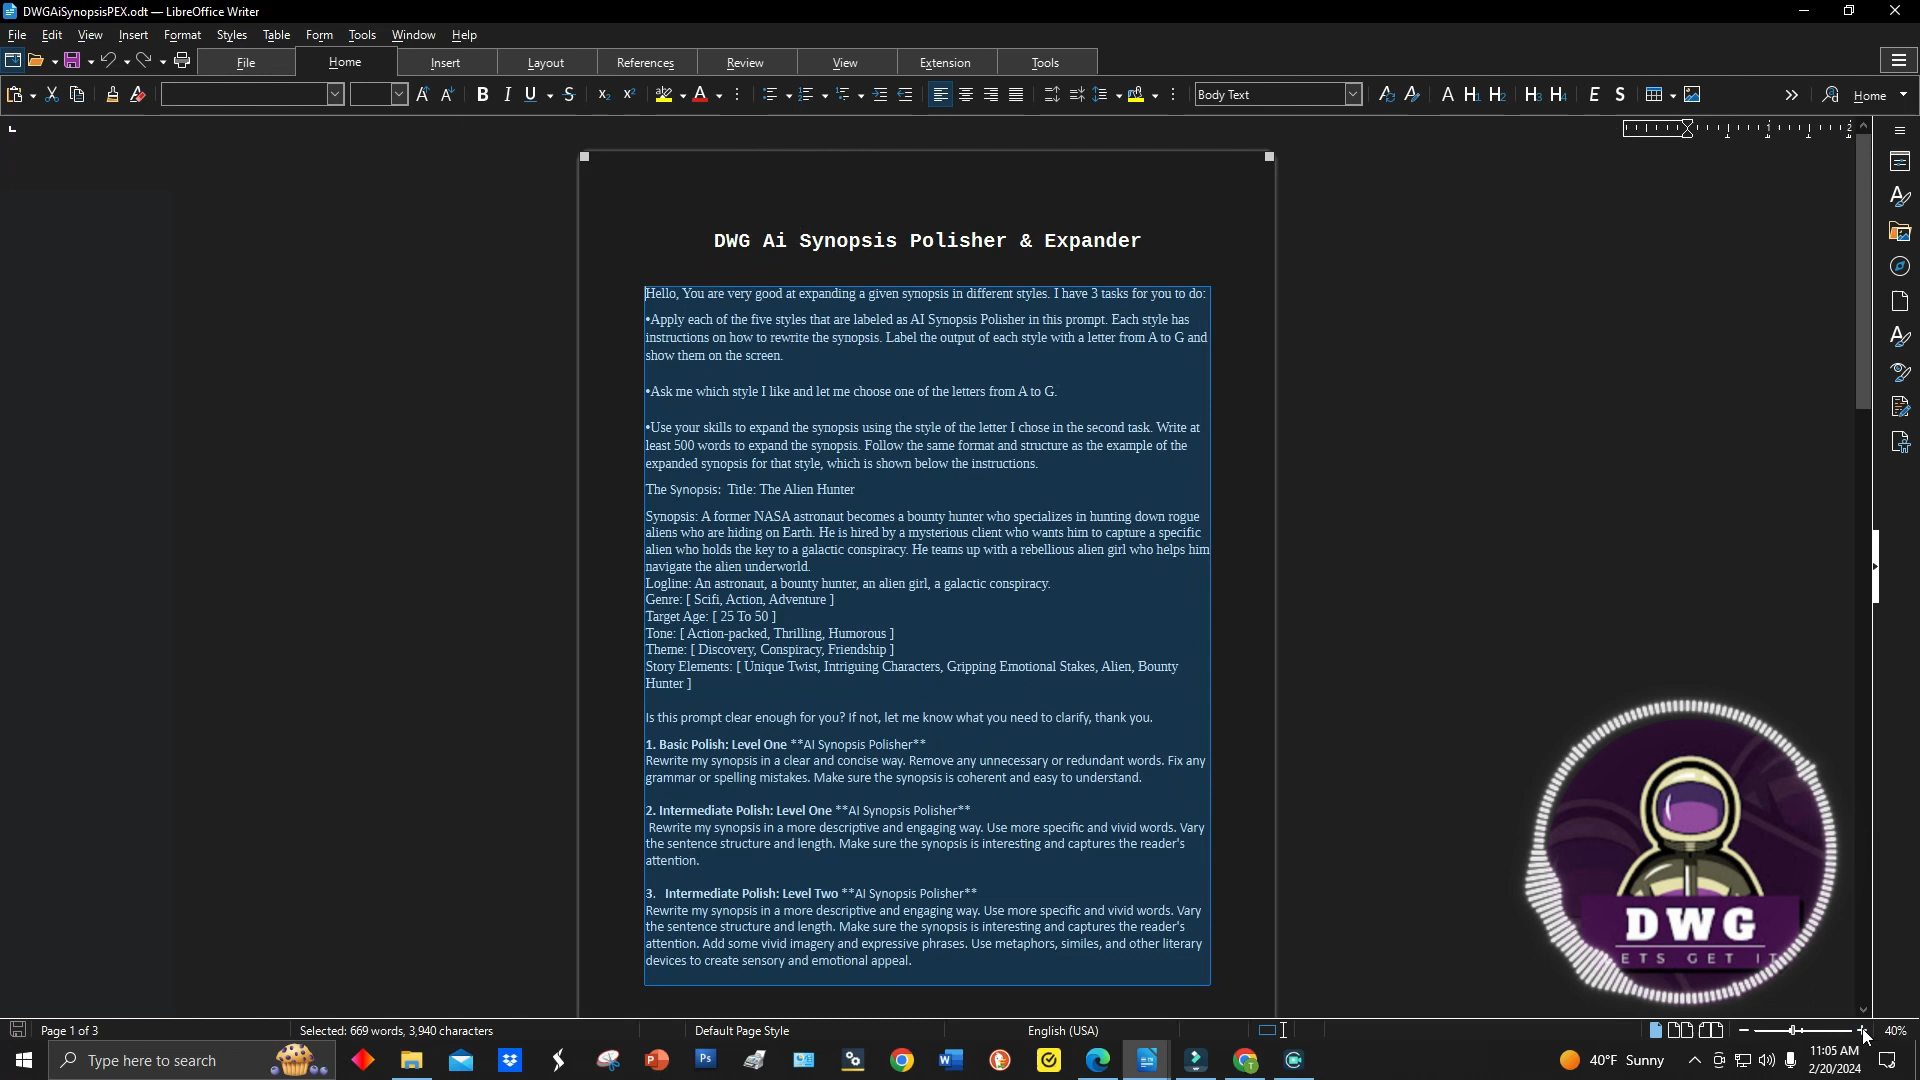 DWGAiSynopsisPEX.odt — LibreOffice Writer
File Edit View Insert Format Styles Table Form Tools Window Help
File Home Insert Layout References Review View Extension Tools
Body Text
Home
DWG Ai Synopsis Polisher & Expander
Hello, You are very good at expanding a given synopsis in different styles. I have 3 tasks for you to do:
•Apply each of the five styles that are labeled as AI Synopsis Polisher in this prompt. Each style has
instructions on how to rewrite the synopsis. Label the output of each style with a letter from A to G and
show them on the screen.
•Ask me which style I like and let me choose one of the letters from A to G.
•Use your skills to expand the synopsis using the style of the letter I chose in the second task. Write at
least 500 words to expand the synopsis. Follow the same format and structure as the example of the
expanded synopsis for that style, which is shown below the instructions.
The Synopsis: Title: The Alien Hunter
Synopsis: A former NASA astronaut becomes a bounty hunter who specializes in hunting down rogue
aliens who are hiding on Earth. He is hired by a mysterious client who wants him to capture a specific
alien who holds the key to a galactic conspiracy. He teams up with a rebellious alien girl who helps him
navigate the alien underworld.
Logline: An astronaut, a bounty hunter, an alien girl, a galactic conspiracy.
Genre: [ Scifi, Action, Adventure ]
Target Age: [ 25 To 50 ]
Tone: [ Action-packed, Thrilling, Humorous ]
Theme: [ Discovery, Conspiracy, Friendship ]
Story Elements: [ Unique Twist, Intriguing Characters, Gripping Emotional Stakes, Alien, Bounty
Hunter ]
Is this prompt clear enough for you? If not, let me know what you need to clarify, thank you.
1. Basic Polish: Level One **AI Synopsis Polisher**
Rewrite my synopsis in a clear and concise way. Remove any unnecessary or redundant words. Fix any
grammar or spelling mistakes. Make sure the synopsis is coherent and easy to understand.
2. Intermediate Polish: Level One **AI Synopsis Polisher**
Rewrite my synopsis in a more descriptive and engaging way. Use more specific and vivid words. Vary
the sentence structure and length. Make sure the synopsis is interesting and captures the reader's
attention.
3. Intermediate Polish: Level Two **AI Synopsis Polisher**
Rewrite my synopsis in a more descriptive and engaging way. Use more specific and vivid words. Vary
the sentence structure and length. Make sure the synopsis is interesting and captures the reader's
attention. Add some vivid imagery and expressive phrases. Use metaphors, similes, and other literary
devices to create sensory and emotional appeal.
DWG
ETS GET IT
Page 1 of 3 Selected: 669 words, 3,940 characters Default Page Style English (USA) 40%
Type here to search
40°F Sunny
11:05 AM
2/20/2024